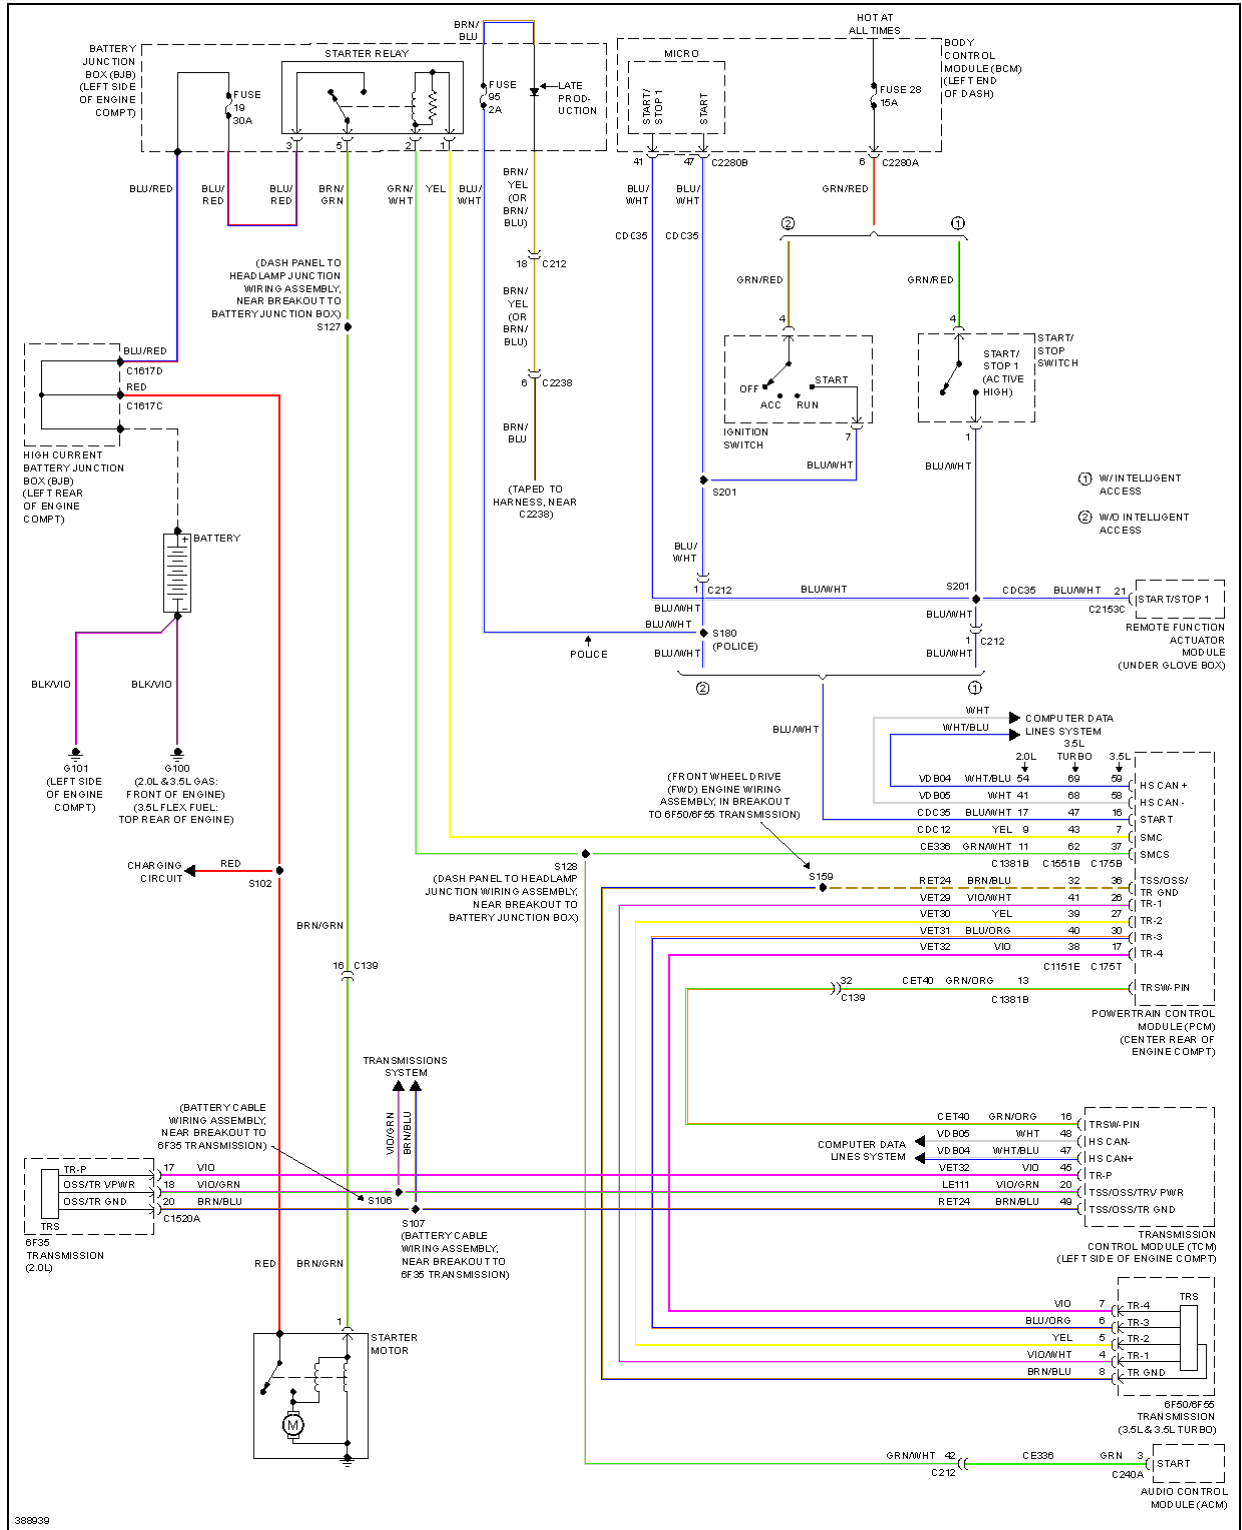 HOT AT
ALL TIMES
BRN/
BLU
BATTERY
JUNCTION
BOX (BJB)
(LEFT SIDE
OF ENGINE
COMPT)
STARTER RELAY
FUSE
19
30A
FUSE
95
2A
LATE
PROD-
UCTION
MICRO
START/
STOP 1
START
FUSE 28
15A
BODY
CONTROL
MODULE (BCM)
(LEFT END
OF DASH)
3
5
2
1
41
47
C2280B
6
C2280A
BLU/RED
BLU/
RED
BLU/
RED
BRN/
GRN
GRN/
WHT
YEL
BLU/
WHT
BRN/
YEL
(OR
BRN/
BLU)
BLU/
WHT
BLU/
WHT
GRN/RED
CDC35
CDC35
2
1
18
C212
(DASH PANEL TO
HEADLAMP JUNCTION
WIRING ASSEMBLY,
NEAR BREAKOUT TO
BATTERY JUNCTION BOX)
S127
BRN/
YEL
(OR
BRN/
BLU)
GRN/RED
GRN/RED
4
4
BLU/RED
C1617D
RED
C1617C
6
C2238
OFF
ACC
RUN
START
START/
STOP 1
(ACTIVE
HIGH)
START/
STOP
SWITCH
IGNITION
SWITCH
7
1
BRN/
BLU
BLU/WHT
BLU/WHT
HIGH CURRENT
BATTERY JUNCTION
BOX (BJB)
(LEFT REAR
OF ENGINE
COMPT)
(TAPED TO
HARNESS, NEAR
C2238)
S201
1
W/ INTELLIGENT
ACCESS
2
W/O INTELLIGENT
ACCESS
+
BATTERY
-
BLU/
WHT
1
C212
BLU/WHT
BLU/WHT
S201
CDC35
BLU/WHT
21
C2153C
START/STOP 1
REMOTE FUNCTION
ACTUATOR
MODULE
(UNDER GLOVE BOX)
BLU/WHT
BLU/WHT
S180
(POLICE)
POLICE
BLU/WHT
1
C212
BLU/WHT
BLK/VIO
BLK/VIO
2
1
BLU/WHT
G101
(LEFT SIDE
OF ENGINE
COMPT)
G100
(2.0L & 3.5L GAS:
FRONT OF ENGINE)
(3.5L FLEX FUEL:
TOP REAR OF ENGINE)
WHT
WHT/BLU
COMPUTER DATA
LINES SYSTEM
2.0L
3.5L
TURBO
3.5L
(FRONT WHEEL DRIVE
(FWD) ENGINE WIRING
ASSEMBLY, IN BREAKOUT
TO 6F50/6F55 TRANSMISSION)
VDB04 WHT/BLU 54 69 59 HS CAN +
VDB05 WHT 41 68 58 HS CAN -
CDC35 BLU/WHT 17 47 16 START
CDC12 YEL 9 43 7 SMC
CE336 GRN/WHT 11 62 37 SMCS
C1381B C1551B C175B
CHARGING
CIRCUIT
RED
S102
S128
(DASH PANEL TO HEADLAMP
JUNCTION WIRING ASSEMBLY,
NEAR BREAKOUT TO
BATTERY JUNCTION BOX)
S159
RET24 BRN/BLU 32 36 TSS/OSS/
TR GND
VET29 VIO/WHT 41 26 TR-1
VET30 YEL 39 27 TR-2
VET31 BLU/ORG 40 30 TR-3
VET32 VIO 38 17 TR-4
C1151E C175T
BRN/GRN
16
C139
32
C139
CET40 GRN/ORG 13
C1381B
TRSW-PIN
POWERTRAIN CONTROL
MODULE (PCM)
(CENTER REAR OF
ENGINE COMPT)
TRANSMISSIONS
SYSTEM
VIO/GRN
BRN/BLU
(BATTERY CABLE
WIRING ASSEMBLY,
NEAR BREAKOUT TO
6F35 TRANSMISSION)
COMPUTER DATA
LINES SYSTEM
CET40 GRN/ORG 16 TRSW-PIN
VDB05 WHT 48 HS CAN-
VDB04 WHT/BLU 47 HS CAN+
VET32 VIO 45 TR-P
LE111 VIO/GRN 20 TSS/OSS/TRV PWR
RET24 BRN/BLU 49 TSS/OSS/TR GND
TR-P 17 VIO
OSS/TR VPWR 18 VIO/GRN
OSS/TR GND 20 BRN/BLU
TRS
C1520A
S106
S107
(BATTERY CABLE
WIRING ASSEMBLY,
NEAR BREAKOUT TO
6F35 TRANSMISSION)
6F35
TRANSMISSION
(2.0L)
TRANSMISSION
CONTROL MODULE (TCM)
(LEFT SIDE OF ENGINE COMPT)
RED
BRN/GRN
1
STARTER
MOTOR
M
TRS
VIO 7 TR-4
BLU/ORG 6 TR-3
YEL 5 TR-2
VIO/WHT 4 TR-1
BRN/BLU 8 TR GND
6F50/6F55
TRANSMISSION
(3.5L & 3.5L TURBO)
GRN/WHT 42
C212
CE336 GRN 3
C240A
START
AUDIO CONTROL
MODULE (ACM)
388939